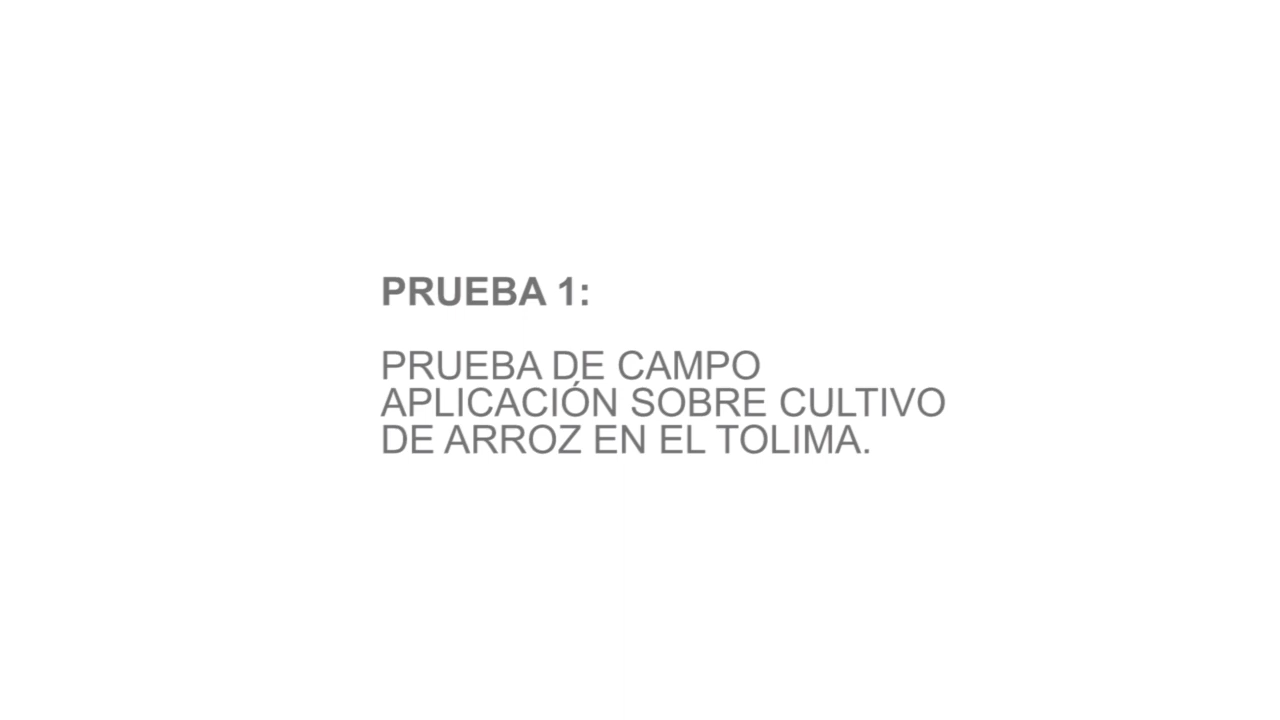 PRUEBA 1:
PRUEBA DE CAMPO
APLICACIÓN SOBRE CULTIVO
DE ARROZ EN EL TOLIMA.